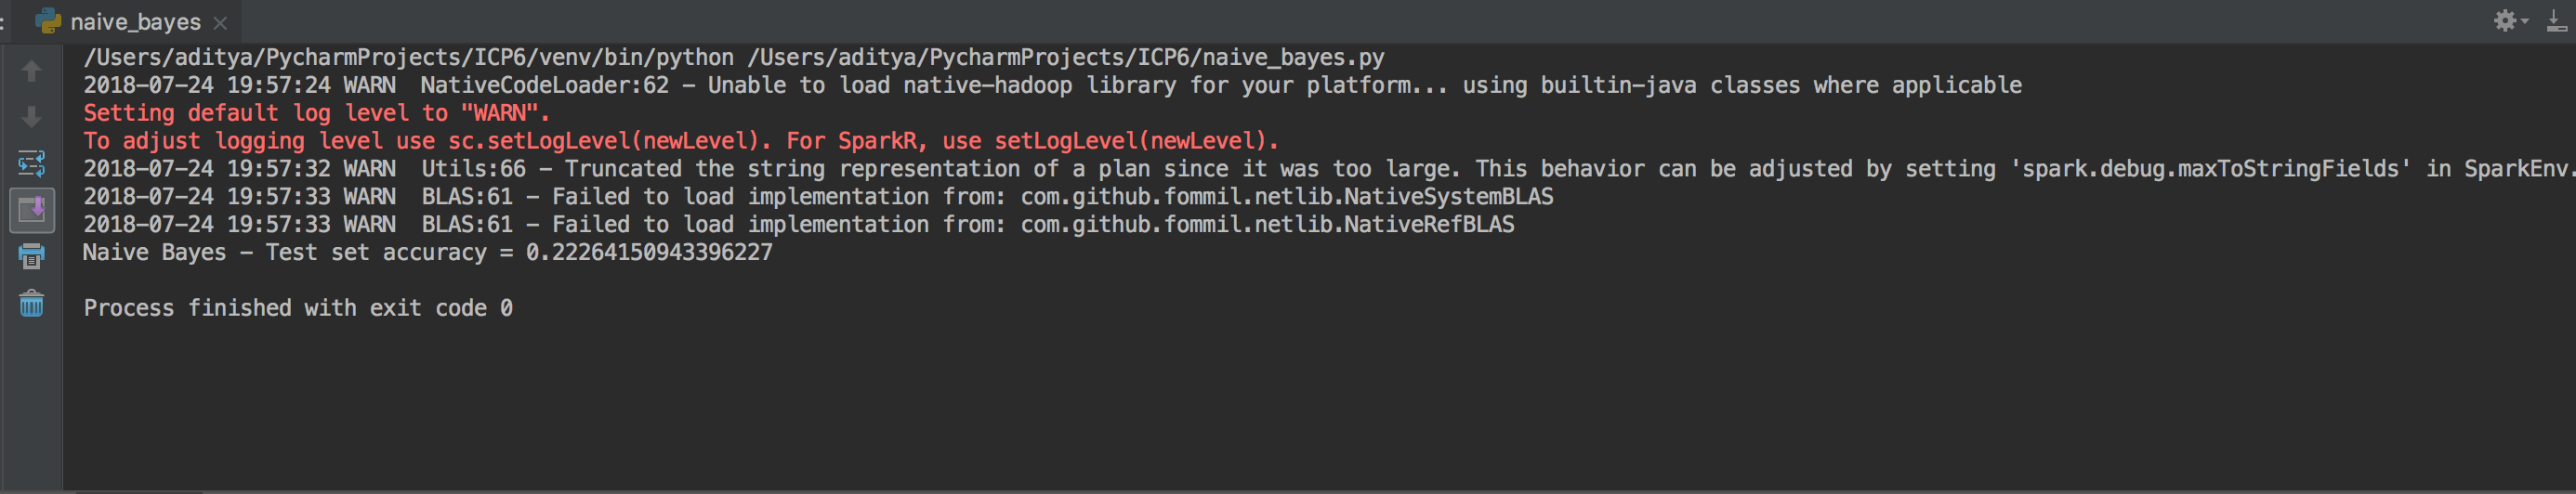 naive_bayes
/Users/aditya/PycharmProjects/ICP6/venv/bin/python /Users/aditya/PycharmProjects/ICP6/naive_bayes.py
2018-07-24 19:57:24 WARN  NativeCodeLoader:62 - Unable to load native-hadoop library for your platform... using builtin-java classes where applicable
Setting default log level to "WARN".
To adjust logging level use sc.setLogLevel(newLevel). For SparkR, use setLogLevel(newLevel).
2018-07-24 19:57:32 WARN  Utils:66 - Truncated the string representation of a plan since it was too large. This behavior can be adjusted by setting 'spark.debug.maxToStringFields' in SparkEnv.
2018-07-24 19:57:33 WARN  BLAS:61 - Failed to load implementation from: com.github.fommil.netlib.NativeSystemBLAS
2018-07-24 19:57:33 WARN  BLAS:61 - Failed to load implementation from: com.github.fommil.netlib.NativeRefBLAS
Naive Bayes - Test set accuracy = 0.22264150943396227
Process finished with exit code 0